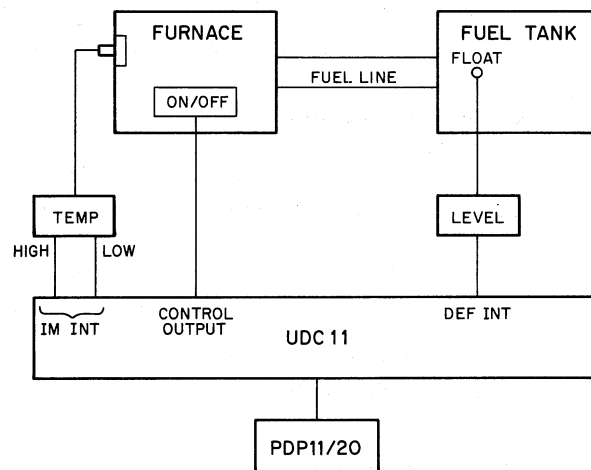 FURNACE
FUEL TANK
FLOAT
FUEL LINE
ON/OFF
TEMP
LEVEL
HIGH
LOW
IM INT
CONTROL
OUTPUT
DEF INT
UDC 11
PDP11/20